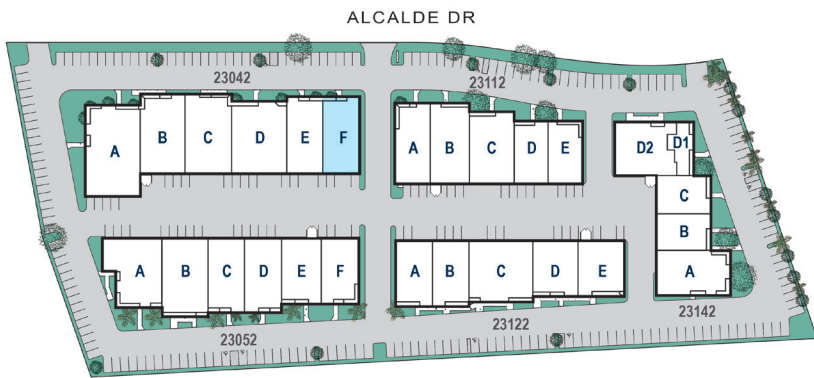 ALCALDE DR
23042
23112
A B C D E F
A B C D E
D2 D1
C
B
A
A B C D E F
A B C D E
23052
23122
23142